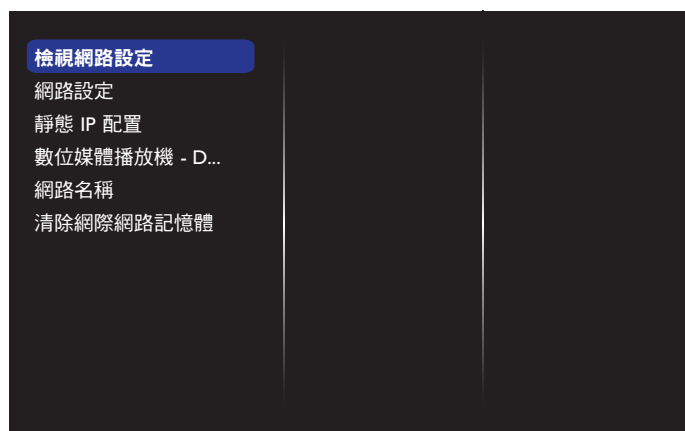 檢視網路設定
網路設定
靜態 IP 配置
數位媒體播放機 - D...
網路名稱
清除網際網路記憶體